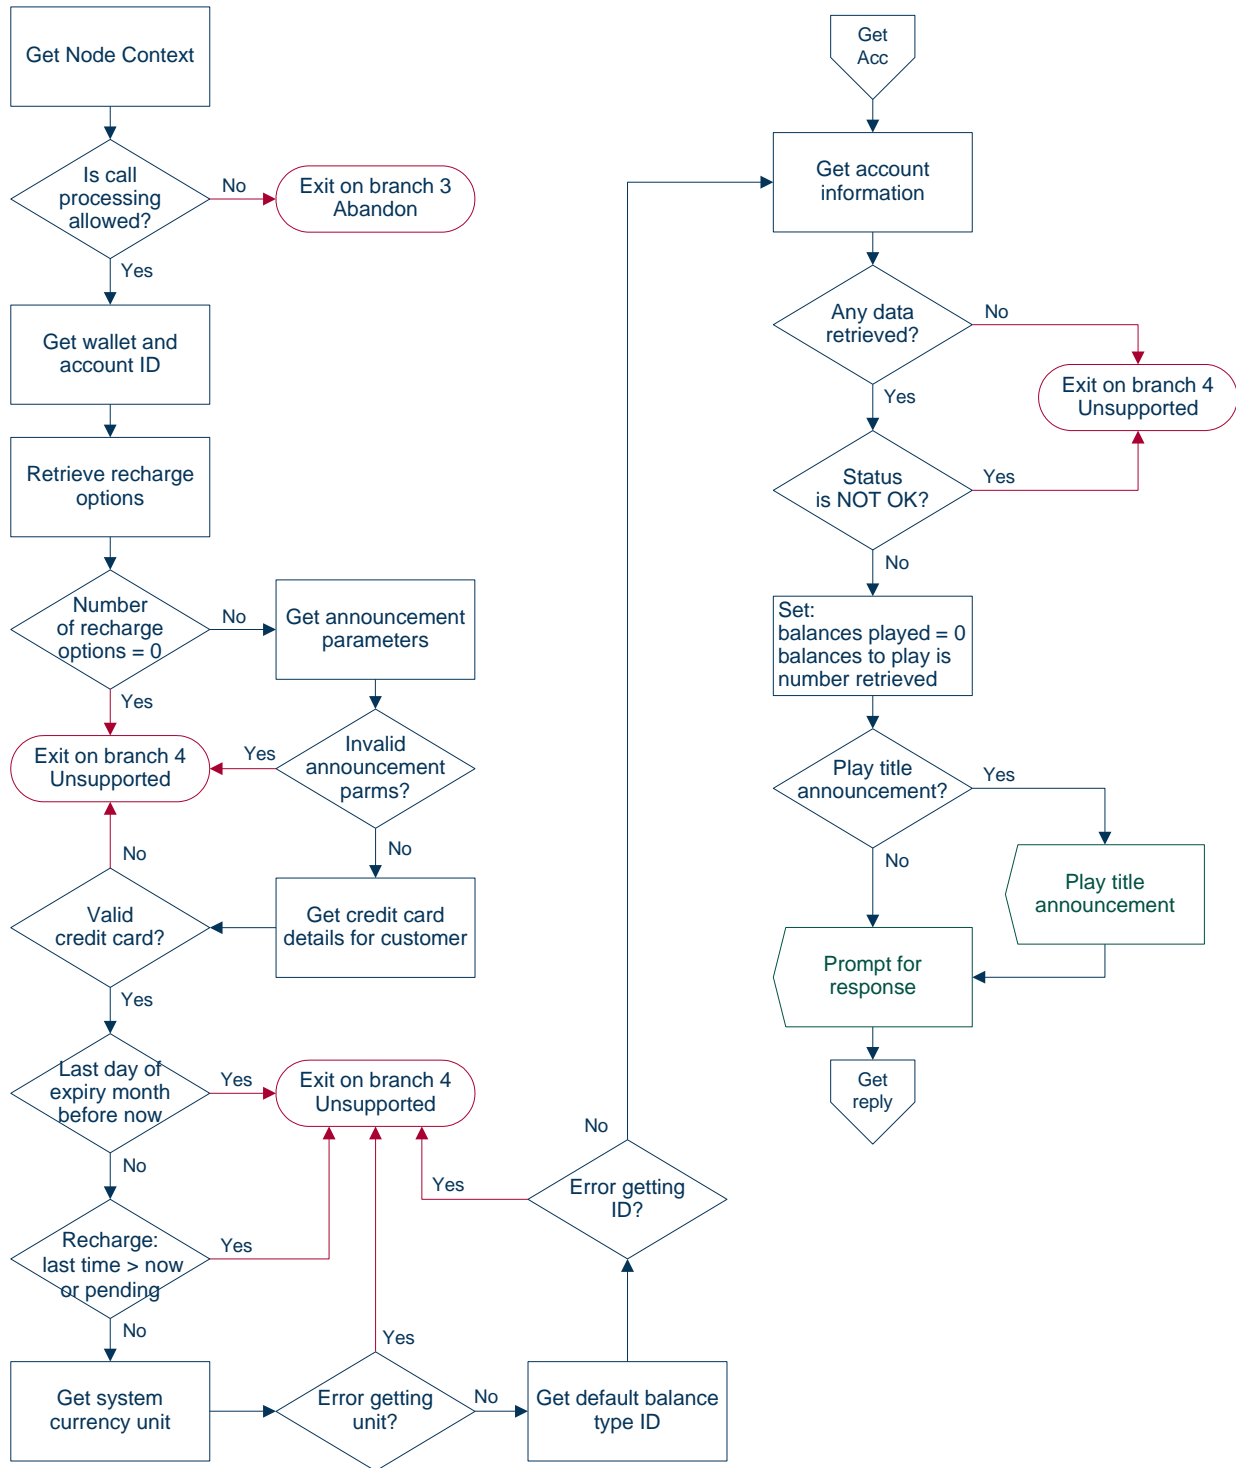 Get Node Context
Is call
processing
allowed?
No
Exit on branch 3
Abandon
Yes
Get wallet and
account ID
Retrieve recharge
options
Number
of recharge
options = 0
No
Get announcement
parameters
Yes
Exit on branch 4
Unsupported
Yes
Invalid
announcement
parms?
No
No
Valid
credit card?
Get credit card
details for customer
Yes
Last day of
expiry month
before now
Yes
Exit on branch 4
Unsupported
No
Recharge:
last time > now
or pending
Yes
No
Get system
currency unit
Error getting
unit?
Yes
No
Get default balance
type ID
Error getting
ID?
Yes
No
Get
Acc
Get account
information
Any data
retrieved?
No
Exit on branch 4
Unsupported
Yes
Status
is NOT OK?
Yes
No
Set:
balances played = 0
balances to play is
number retrieved
Play title
announcement?
Yes
No
Play title
announcement
Prompt for
response
Get
reply